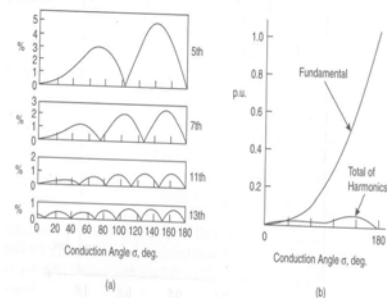 %
5
4
3
2
1
0
5th
%
3
2
1
0
7th
%
2
1
0
11th
%
1
0
13th
0 20 40 60 80 100 120 140 160 180
Conduction Angle σ, deg.
(a)
p.u.
1.0
0.8
0.6
0.4
0.2
Fundamental
Total of
Harmonics
0 180
Conduction Angle σ, deg.
(b)